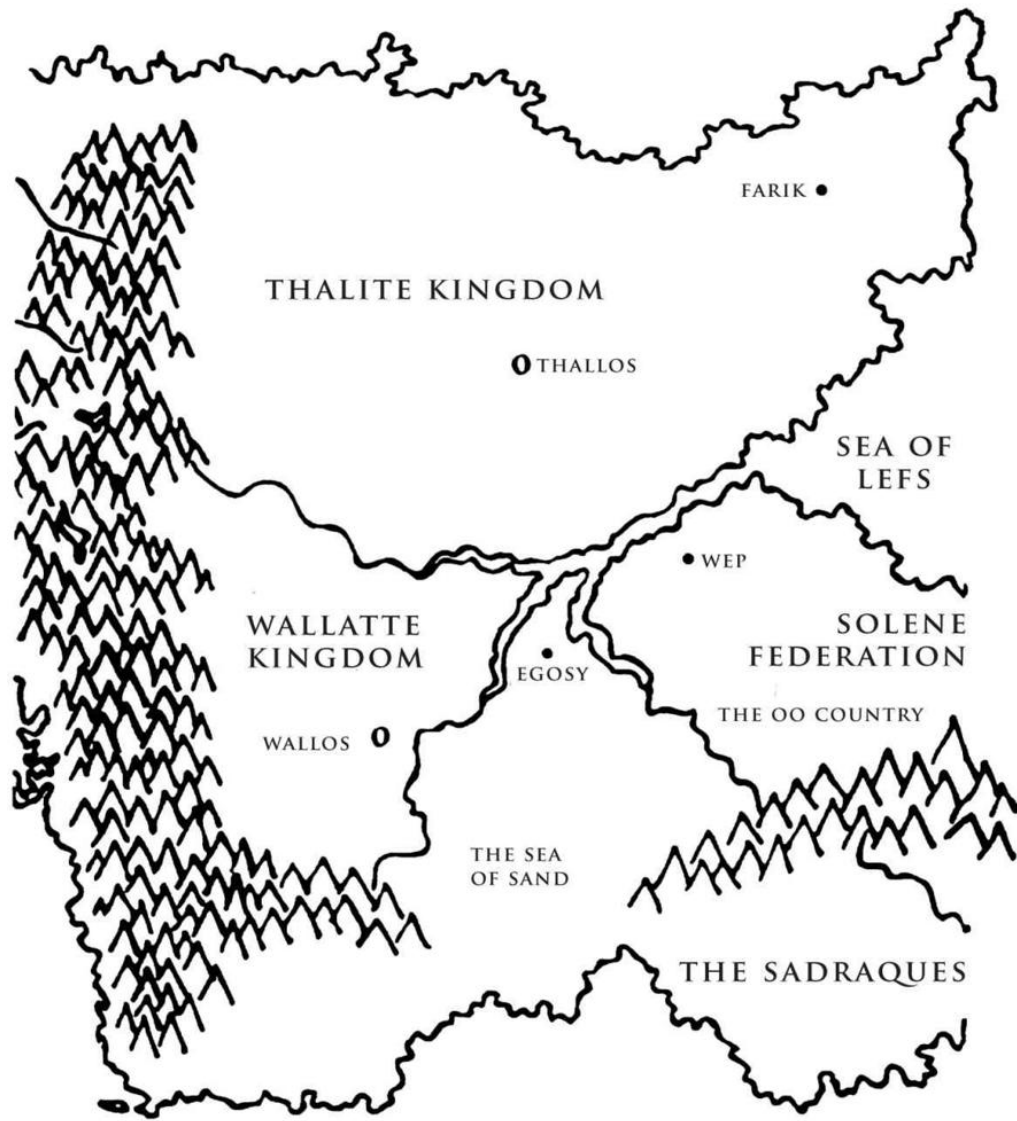 FARIK
THALITE KINGDOM
THALLOS
SEA OF
LEFS
WEP
WALLATTE
KINGDOM
SOLENE
FEDERATION
EGOSY
THE OO COUNTRY
WALLOS
THE SEA
OF SAND
THE SADRAQUES